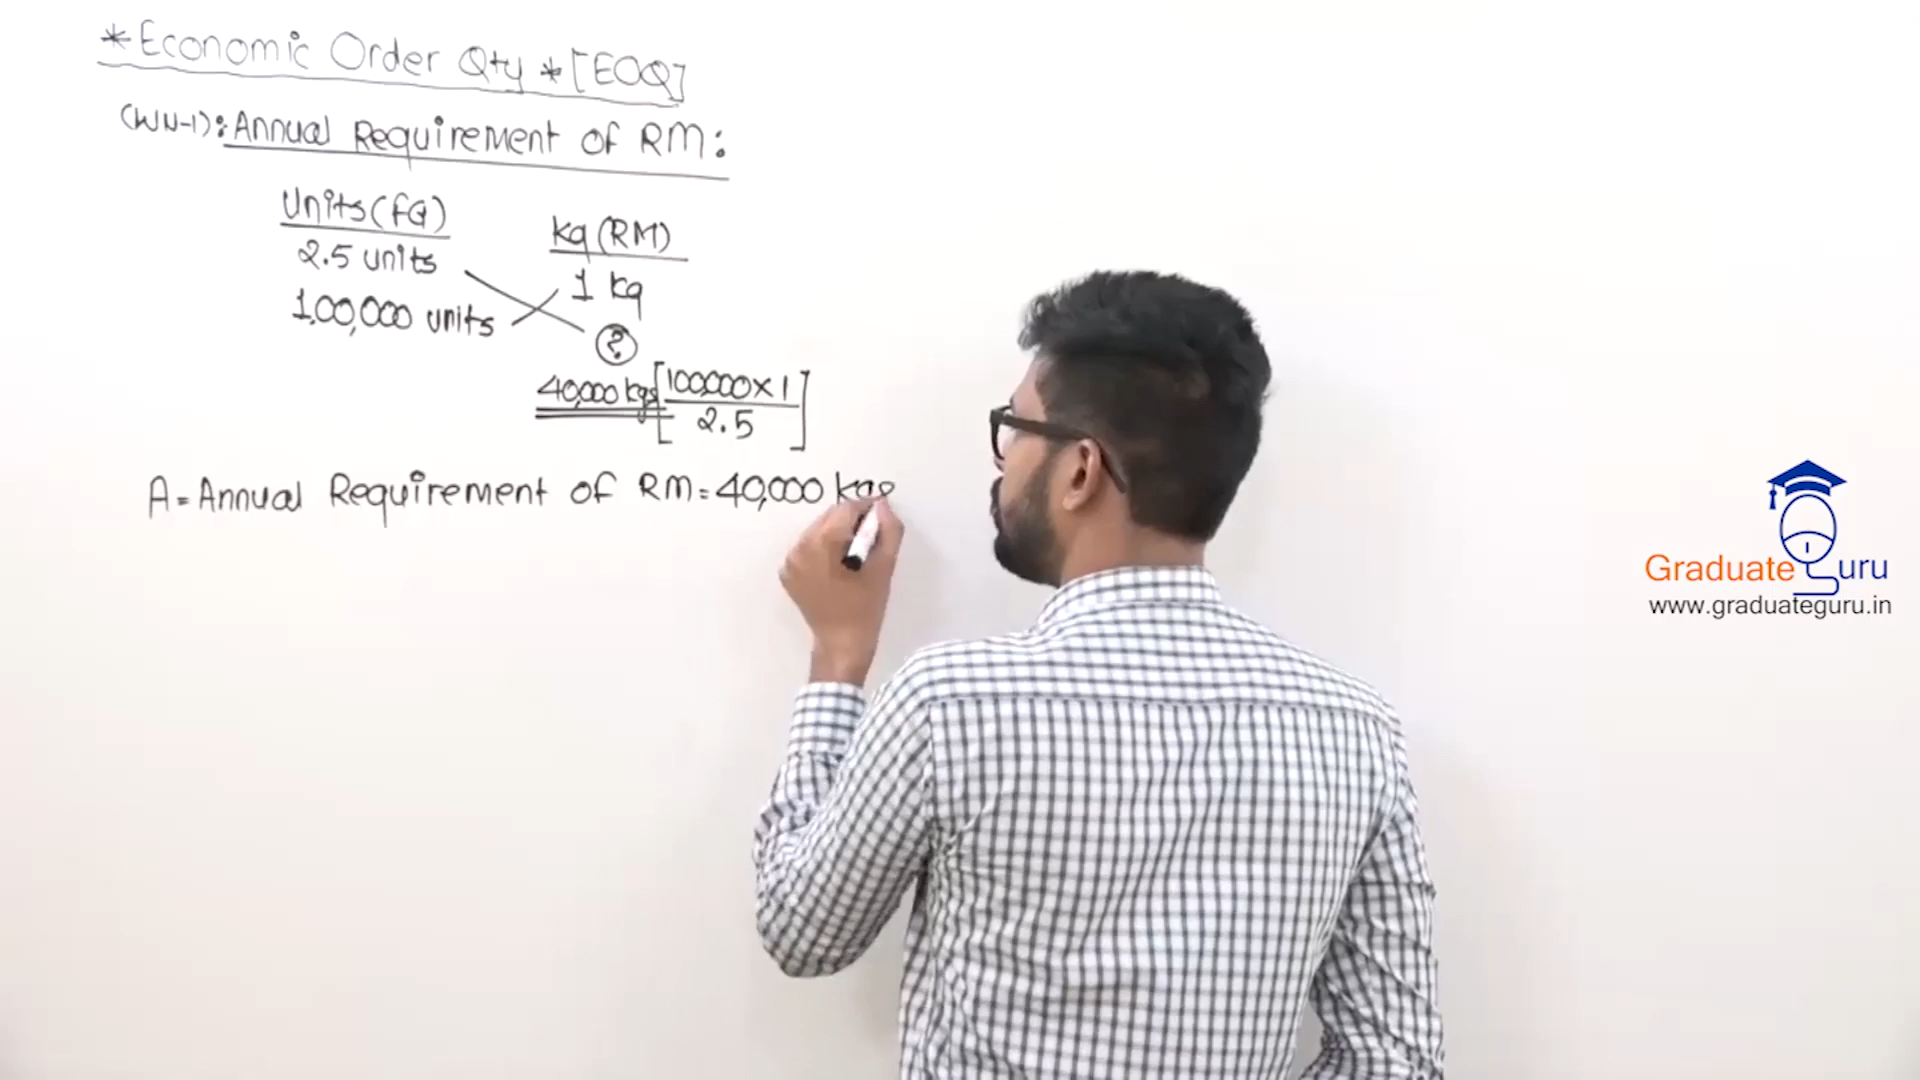 *Economic Order Qty * [EOQ]
(WN-1): Annual Requirement of RM:
Units (FG)
kg (RM)
2.5 units
1 kg
1,00,000 units
?
40,000 kgs [100,000 × 1 / 2.5]
A = Annual Requirement of RM = 40,000 kgs
Graduate Guru
www.graduateguru.in